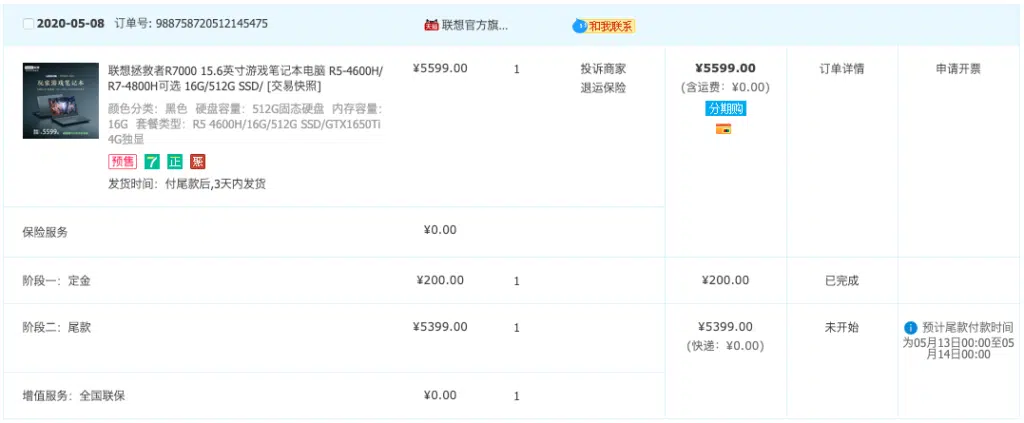 2020-05-08 订单号: 988758720512145475 天猫 联想官方旗... 和我联系
联想拯救者R7000 15.6英寸游戏笔记本电脑 R5-4600H/ ¥5599.00 1 投诉商家 ¥5599.00 订单详情 申请开票
R7-4800H可选 16G/512G SSD/ [交易快照] 退运保险 (含运费: ¥0.00)
颜色分类: 黑色 硬盘容量: 512G固态硬盘 内存容量: 分期购
16G 套餐类型: R5 4600H/16G/512G SSD/GTX1650Ti
4G独显
玩家游戏笔记本
5599
预售 7 正 聚
发货时间: 付尾款后,3天内发货
保险服务 ¥0.00
阶段一: 定金 ¥200.00 1 ¥200.00 已完成
阶段二: 尾款 ¥5399.00 1 ¥5399.00 未开始 预计尾款付款时间
(快递: ¥0.00) 为05月13日00:00至05
月14日00:00
增值服务: 全国联保 ¥0.00 1